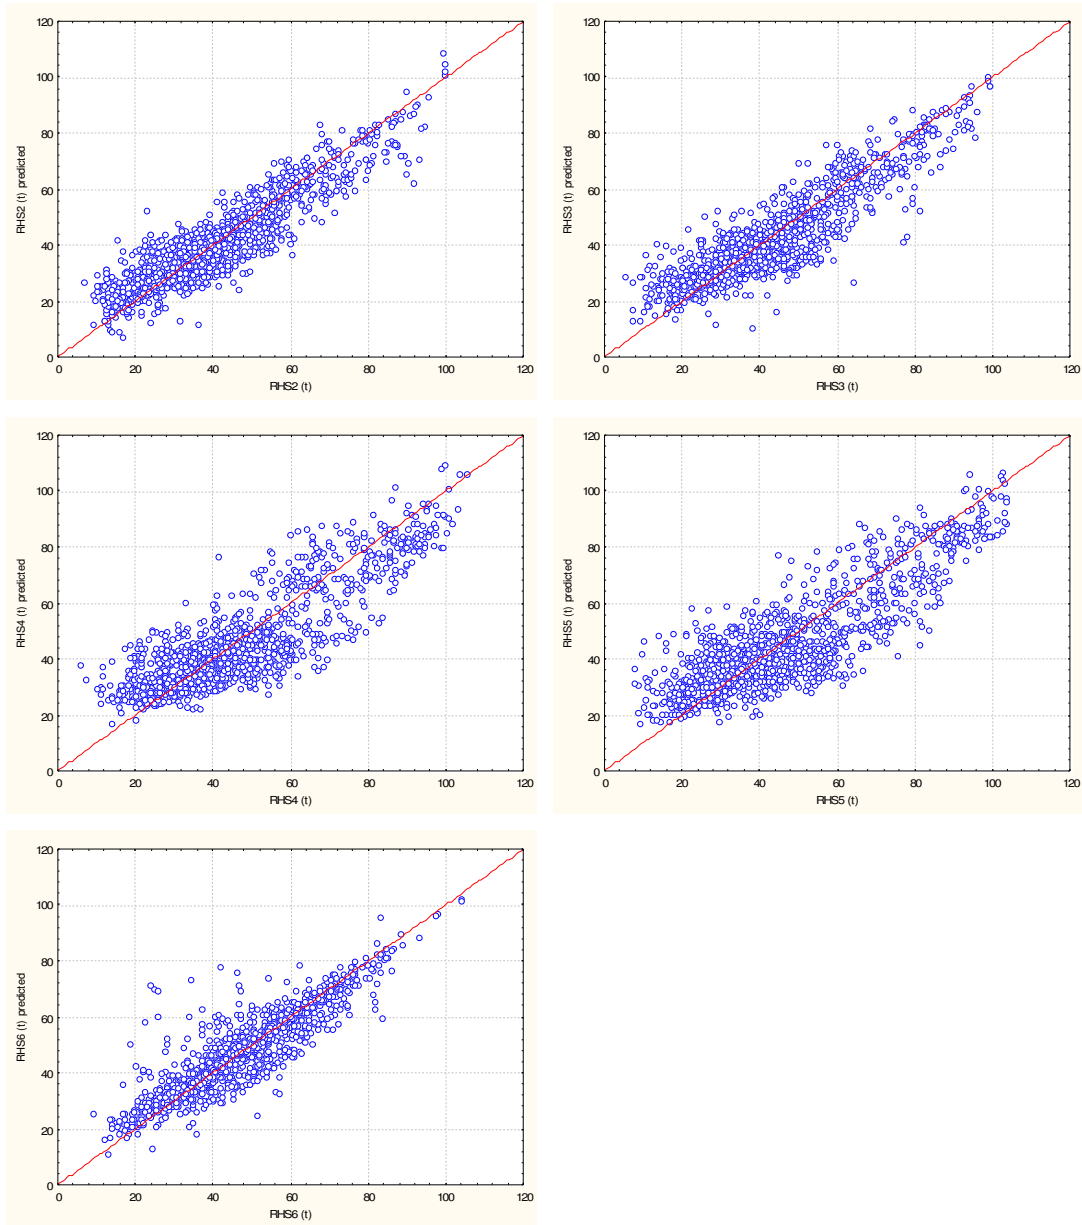 120
100
80
60
40
20
0
RHS2 (t) predicted
0 20 40 60 80 100 120
RHS2 (t)
120
100
80
60
40
20
0
RHS3 (t) predicted
0 20 40 60 80 100 120
RHS3 (t)
120
100
80
60
40
20
0
RHS4 (t) predicted
0 20 40 60 80 100 120
RHS4 (t)
120
100
80
60
40
20
0
RHS5 (t) predicted
0 20 40 60 80 100 120
RHS5 (t)
120
100
80
60
40
20
0
RHS6 (t) predicted
0 20 40 60 80 100 120
RHS6 (t)